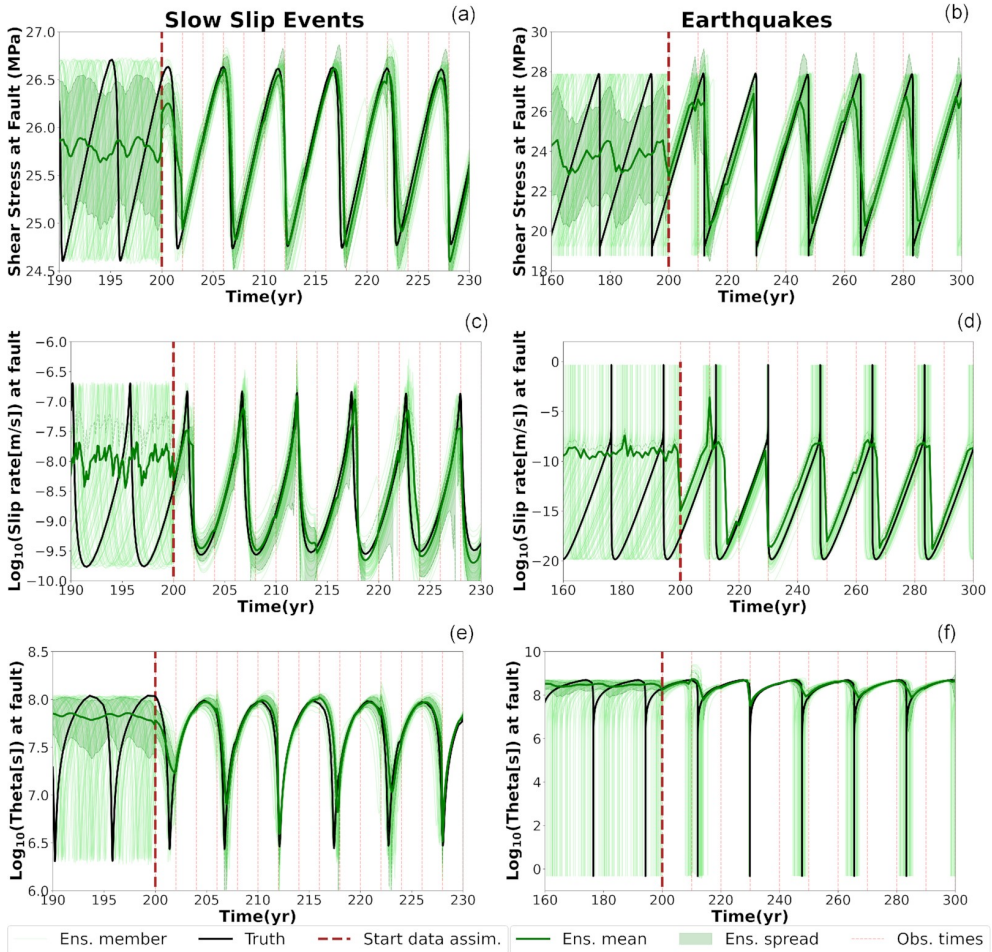 Slow Slip Events
Earthquakes
(a)
(b)
Shear Stress at Fault (MPa)
27.0
26.5
26.0
25.5
25.0
24.5
190 195 200 205 210 215 220 225 230
Time(yr)
Shear Stress at Fault (MPa)
30
28
26
24
22
20
18
160 180 200 220 240 260 280 300
Time(yr)
(c)
(d)
Log10(Slip rate[m/s]) at fault
−6.0
−6.5
−7.0
−7.5
−8.0
−8.5
−9.0
−9.5
−10.0
190 195 200 205 210 215 220 225 230
Time(yr)
Log10(Slip rate[m/s]) at fault
0
−5
−10
−15
−20
160 180 200 220 240 260 280 300
Time(yr)
(e)
(f)
Log10(Theta[s]) at fault)
8.5
8.0
7.5
7.0
6.5
6.0
190 195 200 205 210 215 220 225 230
Time(yr)
Log10(Theta[s]) at fault)
10
8
6
4
2
0
160 180 200 220 240 260 280 300
Time(yr)
Ens. member Truth Start data assim. Ens. mean Ens. spread Obs. times